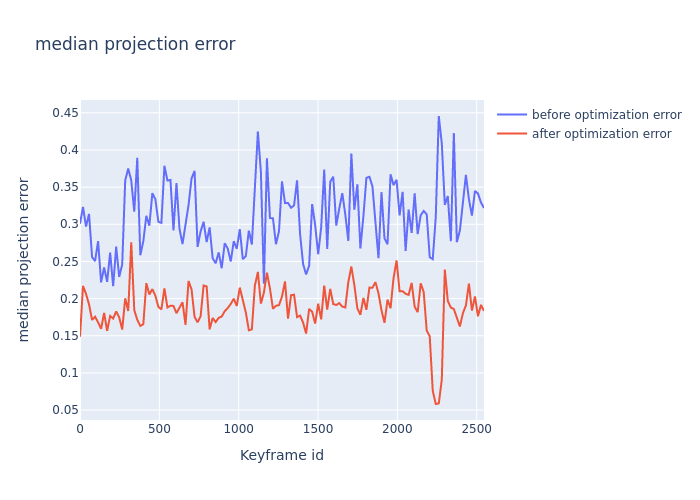 median projection error
before optimization error
after optimization error
0.45
0.4
0.35
0.3
0.25
0.2
0.15
0.1
0.05
median projection error
0 500 1000 1500 2000 2500
Keyframe id